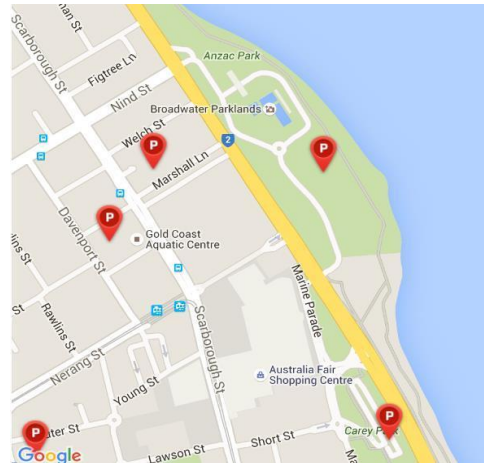 Scarborough St
Anzac Park
Figtree Ln
Nind St
Broadwater Parklands
Welch St
2
P
P
Marshall Ln
P
Davenport St
Gold Coast
Aquatic Centre
Rawlins St
Marine Parade
Scarborough St
Nerang St
Australia Fair
Shopping Centre
Young St
P
P
Short St
Lawson St
Google